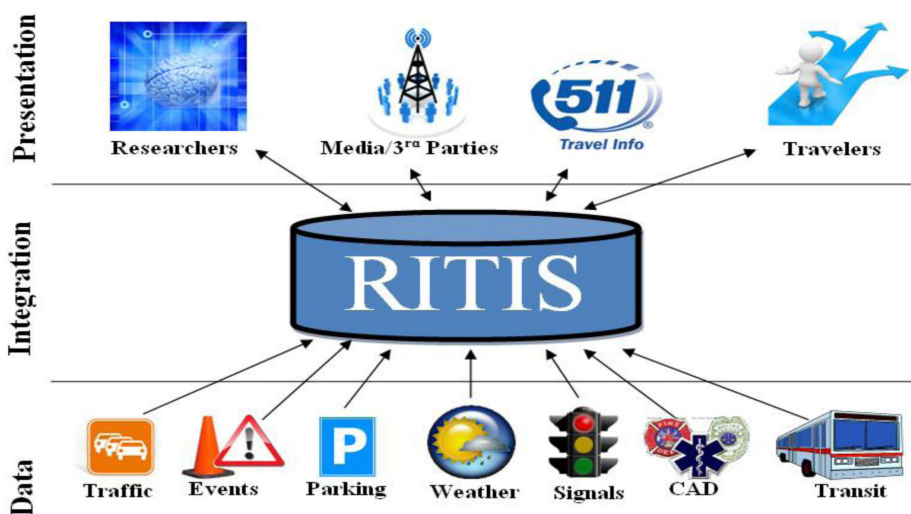 Presentation
Researchers
Media/3rd Parties
511
®
Travel Info
Travelers
Integration
RITIS
Data
Traffic
Events
P
Parking
Weather
Signals
FIRE
CAD
Transit